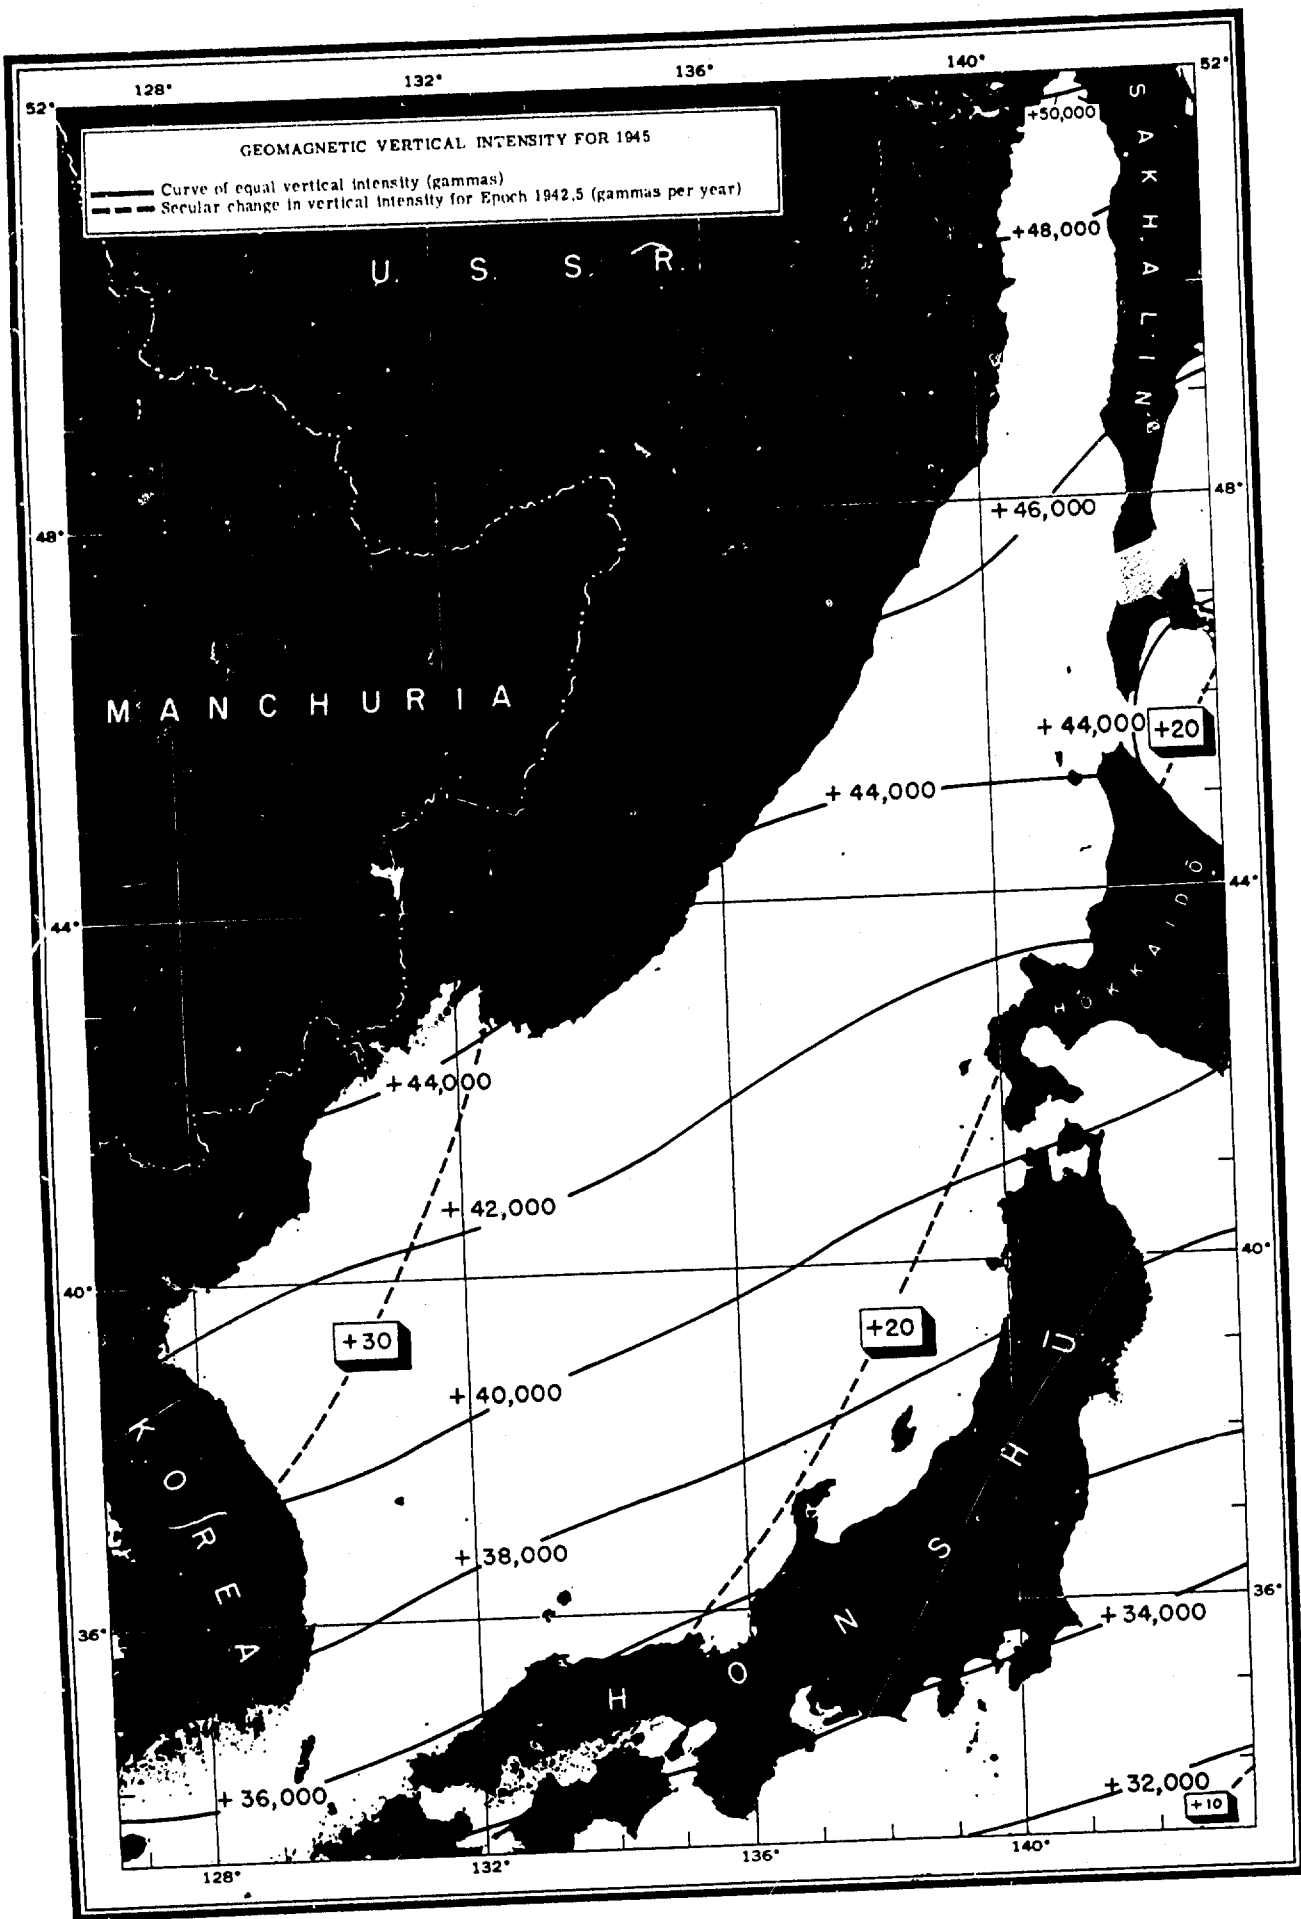 128° 132° 136° 140°
52° 52°
GEOMAGNETIC VERTICAL INTENSITY FOR 1945
Curve of equal vertical intensity (gammas)
Secular change in vertical intensity for Epoch 1942.5 (gammas per year)
+50,000
SAKHALIN
+48,000
U. S. S. R.
48°
+46,000
48°
MANCHURIA
+44,000
+20
+44,000
44°
44°
HOKKAIDŌ
+44,000
+42,000
40°
40°
+30
+20
+40,000
KOREA
HONSHŪ
+38,000
36°
+34,000
36°
+36,000
+32,000
+10
128° 132° 136° 140°